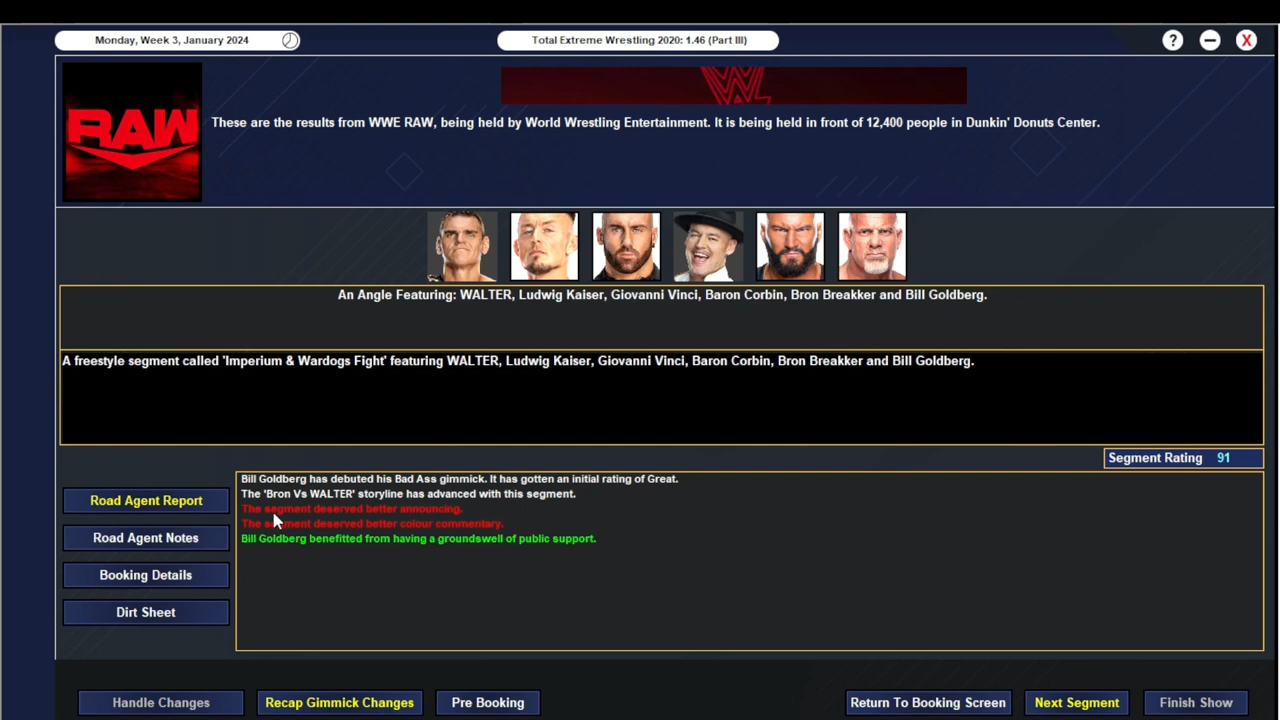 Monday, Week 3, January 2024
Total Extreme Wrestling 2020: 1.46 (Part III)
?
X
RAW
W
These are the results from WWE RAW, being held by World Wrestling Entertainment. It is being held in front of 12,400 people in Dunkin' Donuts Center.
An Angle Featuring: WALTER, Ludwig Kaiser, Giovanni Vinci, Baron Corbin, Bron Breakker and Bill Goldberg.
A freestyle segment called 'Imperium & Wardogs Fight' featuring WALTER, Ludwig Kaiser, Giovanni Vinci, Baron Corbin, Bron Breakker and Bill Goldberg.
Segment Rating 91
Road Agent Report
Road Agent Notes
Booking Details
Dirt Sheet
Bill Goldberg has debuted his Bad Ass gimmick. It has gotten an initial rating of Great.
The 'Bron Vs WALTER' storyline has advanced with this segment.
The segment deserved better announcing.
The segment deserved better colour commentary.
Bill Goldberg benefitted from having a groundswell of public support.
Handle Changes
Recap Gimmick Changes
Pre Booking
Return To Booking Screen
Next Segment
Finish Show